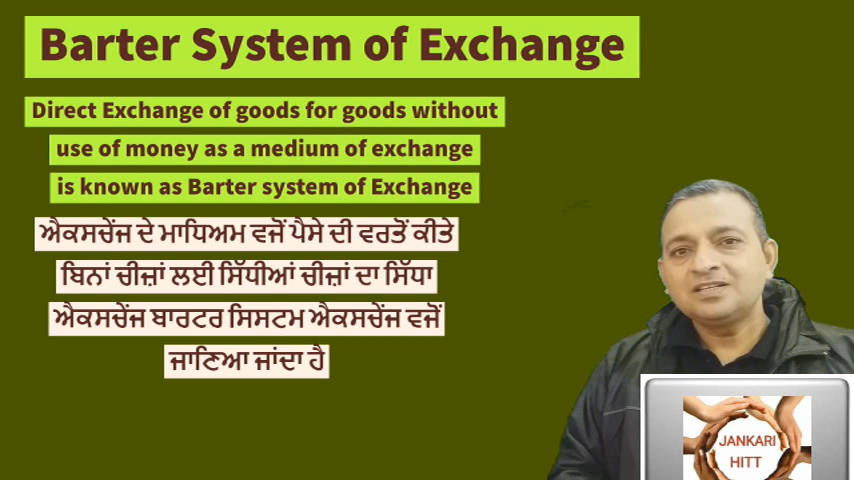 Barter System of Exchange
Direct Exchange of goods for goods without
use of money as a medium of exchange
is known as Barter system of Exchange
ਐਕਸਚੇਂਜ ਦੇ ਮਾਧਿਅਮ ਵਜੋਂ ਪੈਸੇ ਦੀ ਵਰਤੋਂ ਕੀਤੇ
ਬਿਨਾਂ ਚੀਜ਼ਾਂ ਲਈ ਸਿੱਧੀਆਂ ਚੀਜ਼ਾਂ ਦਾ ਸਿੱਧਾ
ਐਕਸਚੇਂਜ ਬਾਰਟਰ ਸਿਸਟਮ ਐਕਸਚੇਂਜ ਵਜੋਂ
ਜਾਣਿਆ ਜਾਂਦਾ ਹੈ
JANKARI
HITT